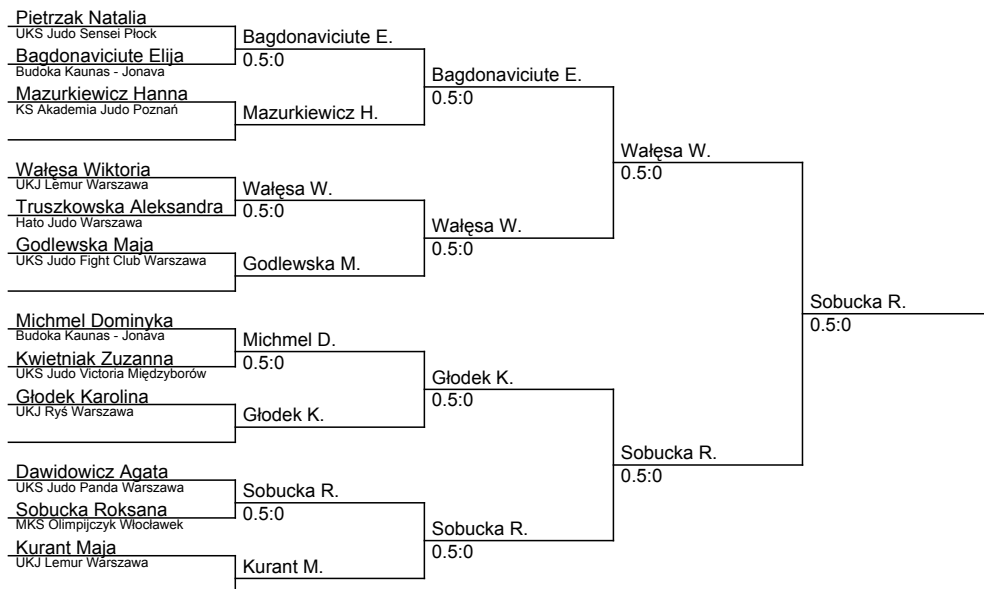 Pietrzak Natalia
UKS Judo Sensei Płock
Bagdonaviciute Elija
Budoka Kaunas - Jonava
Mazurkiewicz Hanna
KS Akademia Judo Poznań
Wałęsa Wiktoria
UKJ Lemur Warszawa
Truszkowska Aleksandra
Hato Judo Warszawa
Godlewska Maja
UKS Judo Fight Club Warszawa
Michmel Dominyka
Budoka Kaunas - Jonava
Kwietniak Zuzanna
UKS Judo Victoria Międzyborów
Głodek Karolina
UKJ Ryś Warszawa
Dawidowicz Agata
UKS Judo Panda Warszawa
Sobucka Roksana
MKS Olimpijczyk Włocławek
Kurant Maja
UKJ Lemur Warszawa
Bagdonaviciute E.
0.5:0
Mazurkiewicz H.
Wałęsa W.
0.5:0
Godlewska M.
Michmel D.
0.5:0
Głodek K.
Sobucka R.
0.5:0
Kurant M.
Bagdonaviciute E.
0.5:0
Wałęsa W.
0.5:0
Głodek K.
0.5:0
Sobucka R.
0.5:0
Wałęsa W.
0.5:0
Sobucka R.
0.5:0
Sobucka R.
0.5:0